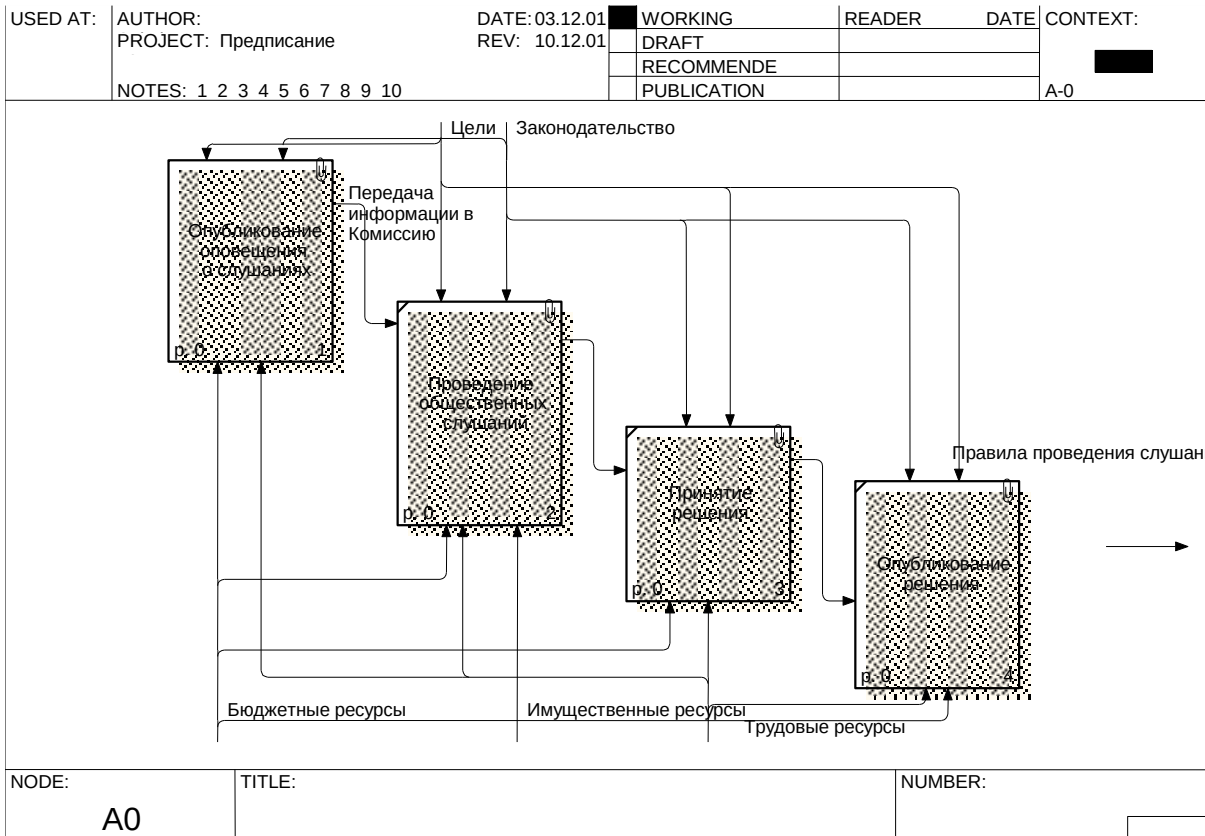 USED AT:
AUTHOR:
DATE: 03.12.01
WORKING
READER
DATE
CONTEXT:
PROJECT: Предписание
REV: 10.12.01
DRAFT
RECOMMENDE
NOTES: 1 2 3 4 5 6 7 8 9 10
PUBLICATION
A-0
Цели
Законодательство
Передача
информации в
Комиссию
Опубликование
оповещения
о слушаниях
р. 0
1
Проведение
общественных
слушаний
р. 0
2
Принятие
решения
р. 0
3
Правила проведения слушан
Опубликование
решения
р. 0
4
Бюджетные ресурсы
Имущественные ресурсы
Трудовые ресурсы
NODE:
TITLE:
NUMBER:
A0